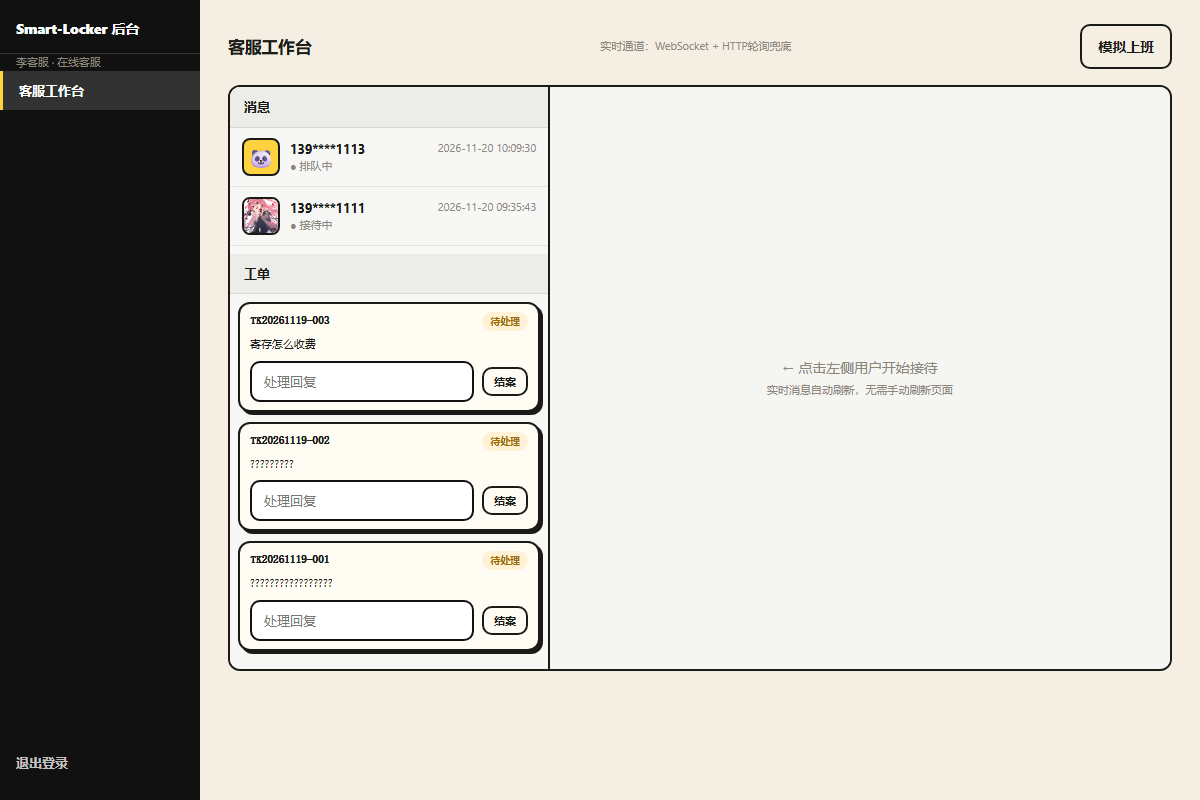 Smart-Locker 后台
李客服 · 在线客服
客服工作台
退出登录
客服工作台
实时通道：WebSocket + HTTP轮询兜底
模拟上班
消息
139****1113
2026-11-20 10:09:30
● 排队中
139****1111
2026-11-20 09:35:43
● 接待中
工单
TK20261119-003
待处理
寄存怎么收费
处理回复
结案
TK20261119-002
待处理
?????????
处理回复
结案
TK20261119-001
待处理
?????????????????
处理回复
结案
← 点击左侧用户开始接待
实时消息自动刷新，无需手动刷新页面